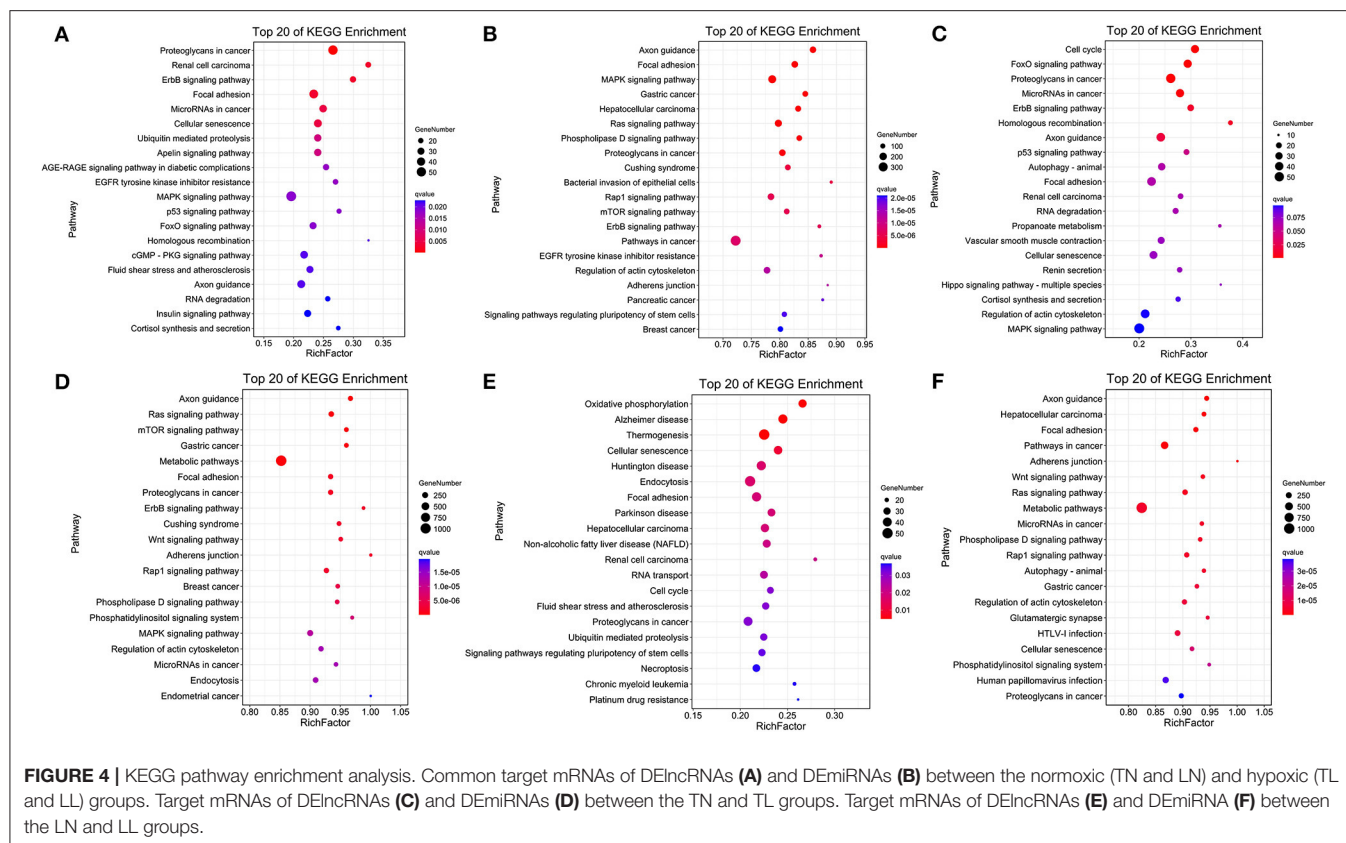 A
Top 20 of KEGG Enrichment
Pathway
Proteoglycans in cancer
Renal cell carcinoma
ErbB signaling pathway
Focal adhesion
MicroRNAs in cancer
Cellular senescence
Ubiquitin mediated proteolysis
Apelin signaling pathway
AGE-RAGE signaling pathway in diabetic complications
EGFR tyrosine kinase inhibitor resistance
MAPK signaling pathway
p53 signaling pathway
FoxO signaling pathway
Homologous recombination
cGMP - PKG signaling pathway
Fluid shear stress and atherosclerosis
Axon guidance
RNA degradation
Insulin signaling pathway
Cortisol synthesis and secretion
0.15 0.20 0.25 0.30 0.35 0.40
RichFactor
GeneNumber
20
30
40
50
qvalue
0.020
0.015
0.010
0.005
B
Top 20 of KEGG Enrichment
Pathway
Axon guidance
Focal adhesion
MAPK signaling pathway
Gastric cancer
Hepatocellular carcinoma
Ras signaling pathway
Phospholipase D signaling pathway
Proteoglycans in cancer
Cushing syndrome
Bacterial invasion of epithelial cells
Rap1 signaling pathway
mTOR signaling pathway
ErbB signaling pathway
Pathways in cancer
EGFR tyrosine kinase inhibitor resistance
Regulation of actin cytoskeleton
Adherens junction
Pancreatic cancer
Signaling pathways regulating pluripotency of stem cells
Breast cancer
0.70 0.75 0.80 0.85 0.90 0.95
RichFactor
GeneNumber
100
200
300
qvalue
2.0e-05
1.5e-05
1.0e-05
5.0e-06
C
Top 20 of KEGG Enrichment
Pathway
Cell cycle
FoxO signaling pathway
Proteoglycans in cancer
MicroRNAs in cancer
ErbB signaling pathway
Homologous recombination
Axon guidance
p53 signaling pathway
Autophagy - animal
Focal adhesion
Renal cell carcinoma
RNA degradation
Propanoate metabolism
Vascular smooth muscle contraction
Cellular senescence
Renin secretion
Hippo signaling pathway - multiple species
Cortisol synthesis and secretion
Regulation of actin cytoskeleton
MAPK signaling pathway
0.2 0.3 0.4
RichFactor
GeneNumber
10
20
30
40
50
qvalue
0.075
0.050
0.025
D
Top 20 of KEGG Enrichment
Pathway
Axon guidance
Ras signaling pathway
mTOR signaling pathway
Gastric cancer
Metabolic pathways
Focal adhesion
Proteoglycans in cancer
ErbB signaling pathway
Cushing syndrome
Wnt signaling pathway
Adherens junction
Rap1 signaling pathway
Breast cancer
Phospholipase D signaling pathway
Phosphatidylinositol signaling system
MAPK signaling pathway
Regulation of actin cytoskeleton
MicroRNAs in cancer
Endocytosis
Endometrial cancer
0.80 0.85 0.90 0.95 1.00 1.05
RichFactor
GeneNumber
250
500
750
1000
qvalue
1.5e-05
1.0e-05
5.0e-06
E
Top 20 of KEGG Enrichment
Pathway
Oxidative phosphorylation
Alzheimer disease
Thermogenesis
Cellular senescence
Huntington disease
Endocytosis
Focal adhesion
Parkinson disease
Hepatocellular carcinoma
Non-alcoholic fatty liver disease (NAFLD)
Renal cell carcinoma
RNA transport
Cell cycle
Fluid shear stress and atherosclerosis
Proteoglycans in cancer
Ubiquitin mediated proteolysis
Signaling pathways regulating pluripotency of stem cells
Necroptosis
Chronic myeloid leukemia
Platinum drug resistance
0.15 0.20 0.25 0.30
RichFactor
GeneNumber
20
30
40
50
qvalue
0.03
0.02
0.01
F
Top 20 of KEGG Enrichment
Pathway
Axon guidance
Hepatocellular carcinoma
Focal adhesion
Pathways in cancer
Adherens junction
Wnt signaling pathway
Ras signaling pathway
Metabolic pathways
MicroRNAs in cancer
Phospholipase D signaling pathway
Rap1 signaling pathway
Autophagy - animal
Gastric cancer
Regulation of actin cytoskeleton
Glutamatergic synapse
HTLV-I infection
Cellular senescence
Phosphatidylinositol signaling system
Human papillomavirus infection
Proteoglycans in cancer
0.80 0.85 0.90 0.95 1.00 1.05
RichFactor
GeneNumber
250
500
750
1000
qvalue
3e-05
2e-05
1e-05
FIGURE 4 | KEGG pathway enrichment analysis. Common target mRNAs of DElncRNAs (A) and DEmiRNAs (B) between the normoxic (TN and LN) and hypoxic (TL
and LL) groups. Target mRNAs of DElncRNAs (C) and DEmiRNAs (D) between the TN and TL groups. Target mRNAs of DElncRNAs (E) and DEmiRNA (F) between
the LN and LL groups.